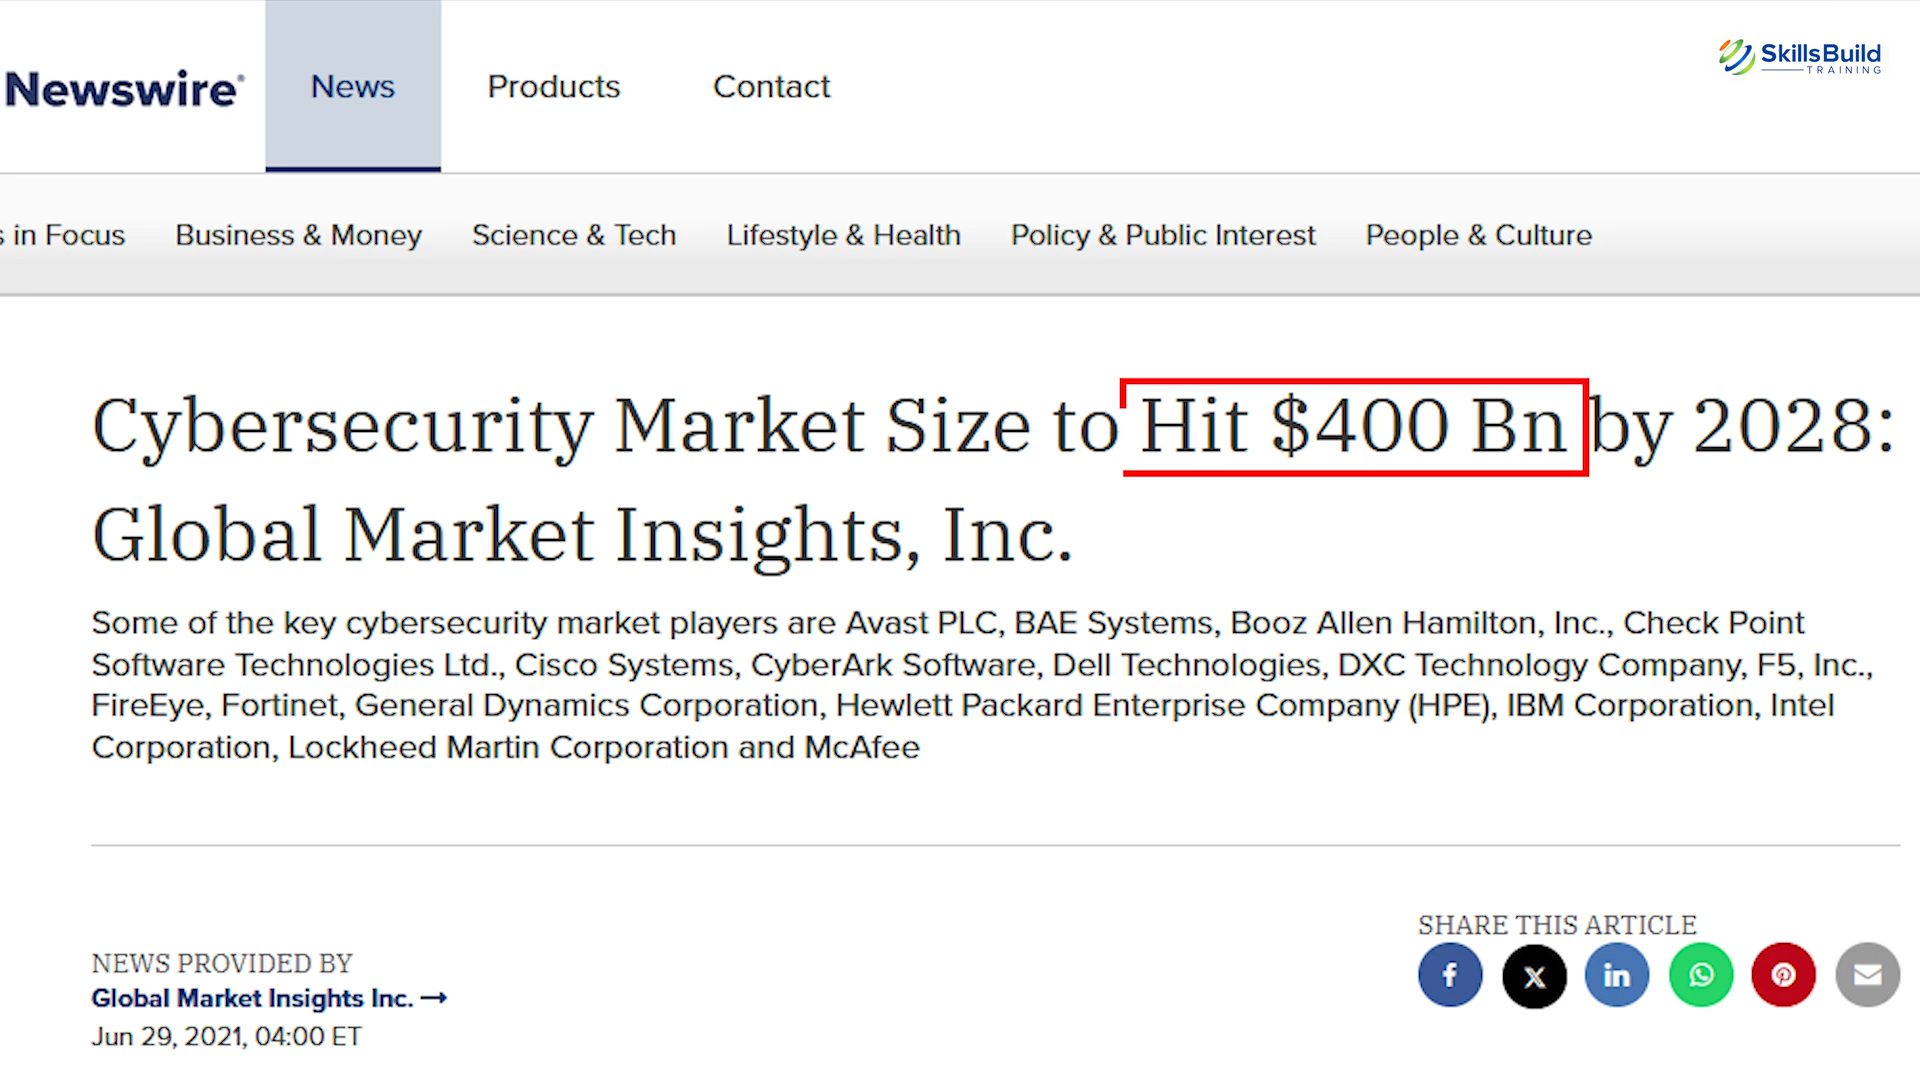 Newswire
News
Products
Contact
SkillsBuild
TRAINING
in Focus
Business & Money
Science & Tech
Lifestyle & Health
Policy & Public Interest
People & Culture
Cybersecurity Market Size to Hit $400 Bn by 2028:
Global Market Insights, Inc.
Some of the key cybersecurity market players are Avast PLC, BAE Systems, Booz Allen Hamilton, Inc., Check Point
Software Technologies Ltd., Cisco Systems, CyberArk Software, Dell Technologies, DXC Technology Company, F5, Inc.,
FireEye, Fortinet, General Dynamics Corporation, Hewlett Packard Enterprise Company (HPE), IBM Corporation, Intel
Corporation, Lockheed Martin Corporation and McAfee
SHARE THIS ARTICLE
NEWS PROVIDED BY
Global Market Insights Inc. →
Jun 29, 2021, 04:00 ET